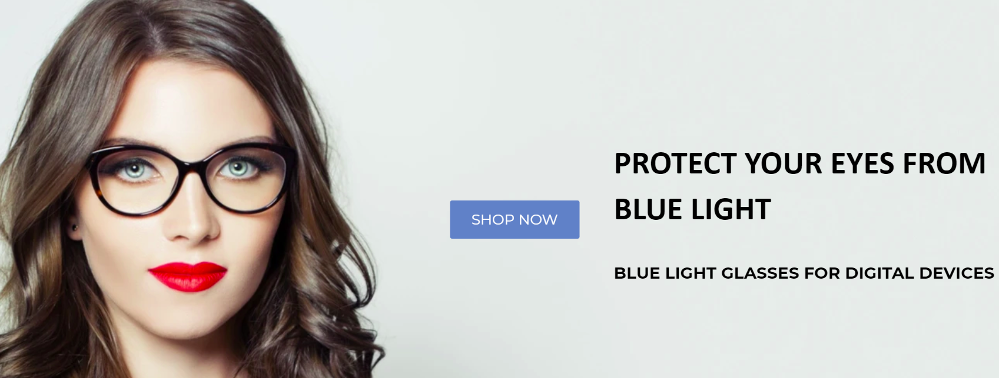 PROTECT YOUR EYES FROM
BLUE LIGHT
SHOP NOW
BLUE LIGHT GLASSES FOR DIGITAL DEVICES